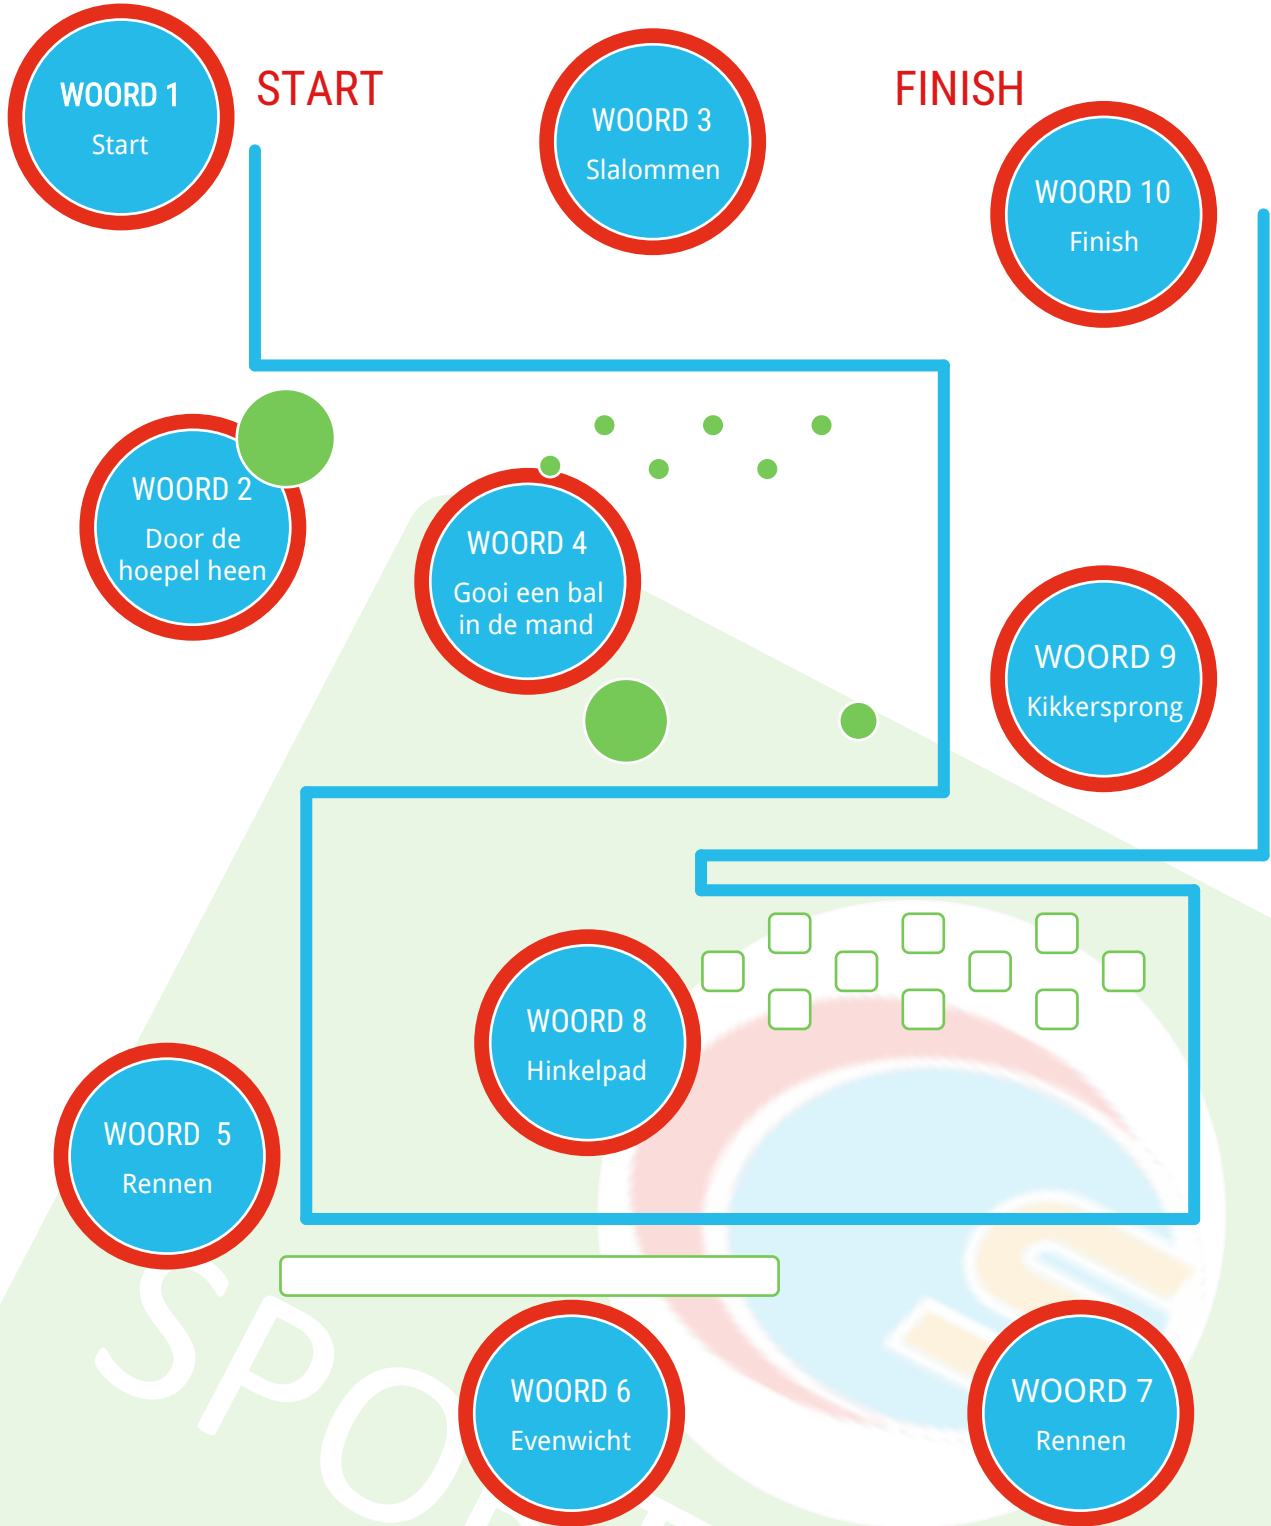 WOORD 1
Start
START
WOORD 3
Slalommen
FINISH
WOORD 10
Finish
WOORD 2
Door de
hoepel heen
WOORD 4
Gooi een bal
in de mand
WOORD 9
Kikkersprong
WOORD 8
Hinkelpad
WOORD 5
Rennen
WOORD 6
Evenwicht
WOORD 7
Rennen